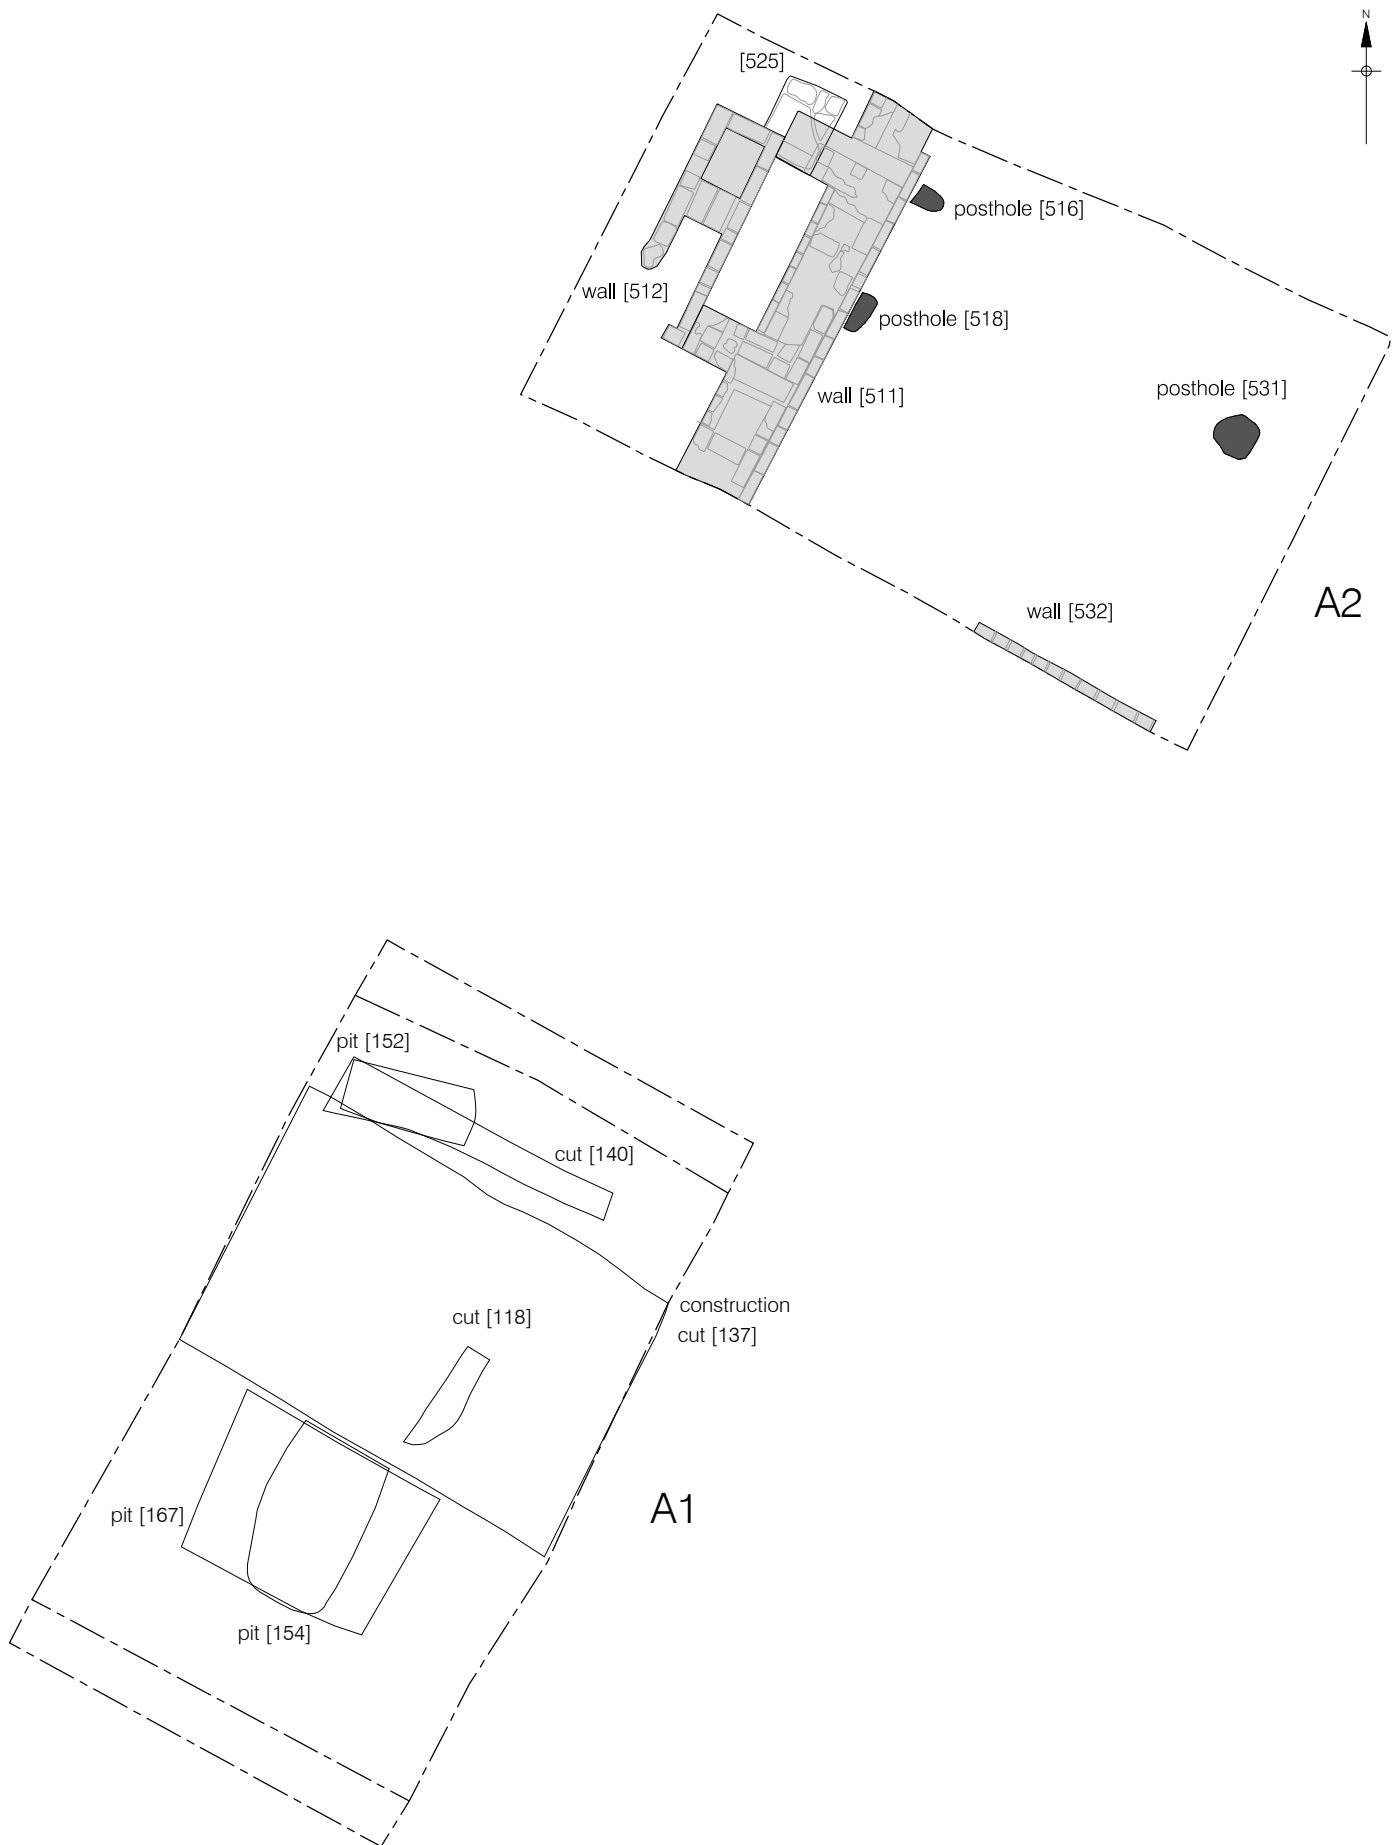 N
[525]
posthole [516]
wall [512]
posthole [518]
posthole [531]
wall [511]
A2
wall [532]
pit [152]
cut [140]
construction
cut [137]
cut [118]
A1
pit [167]
pit [154]